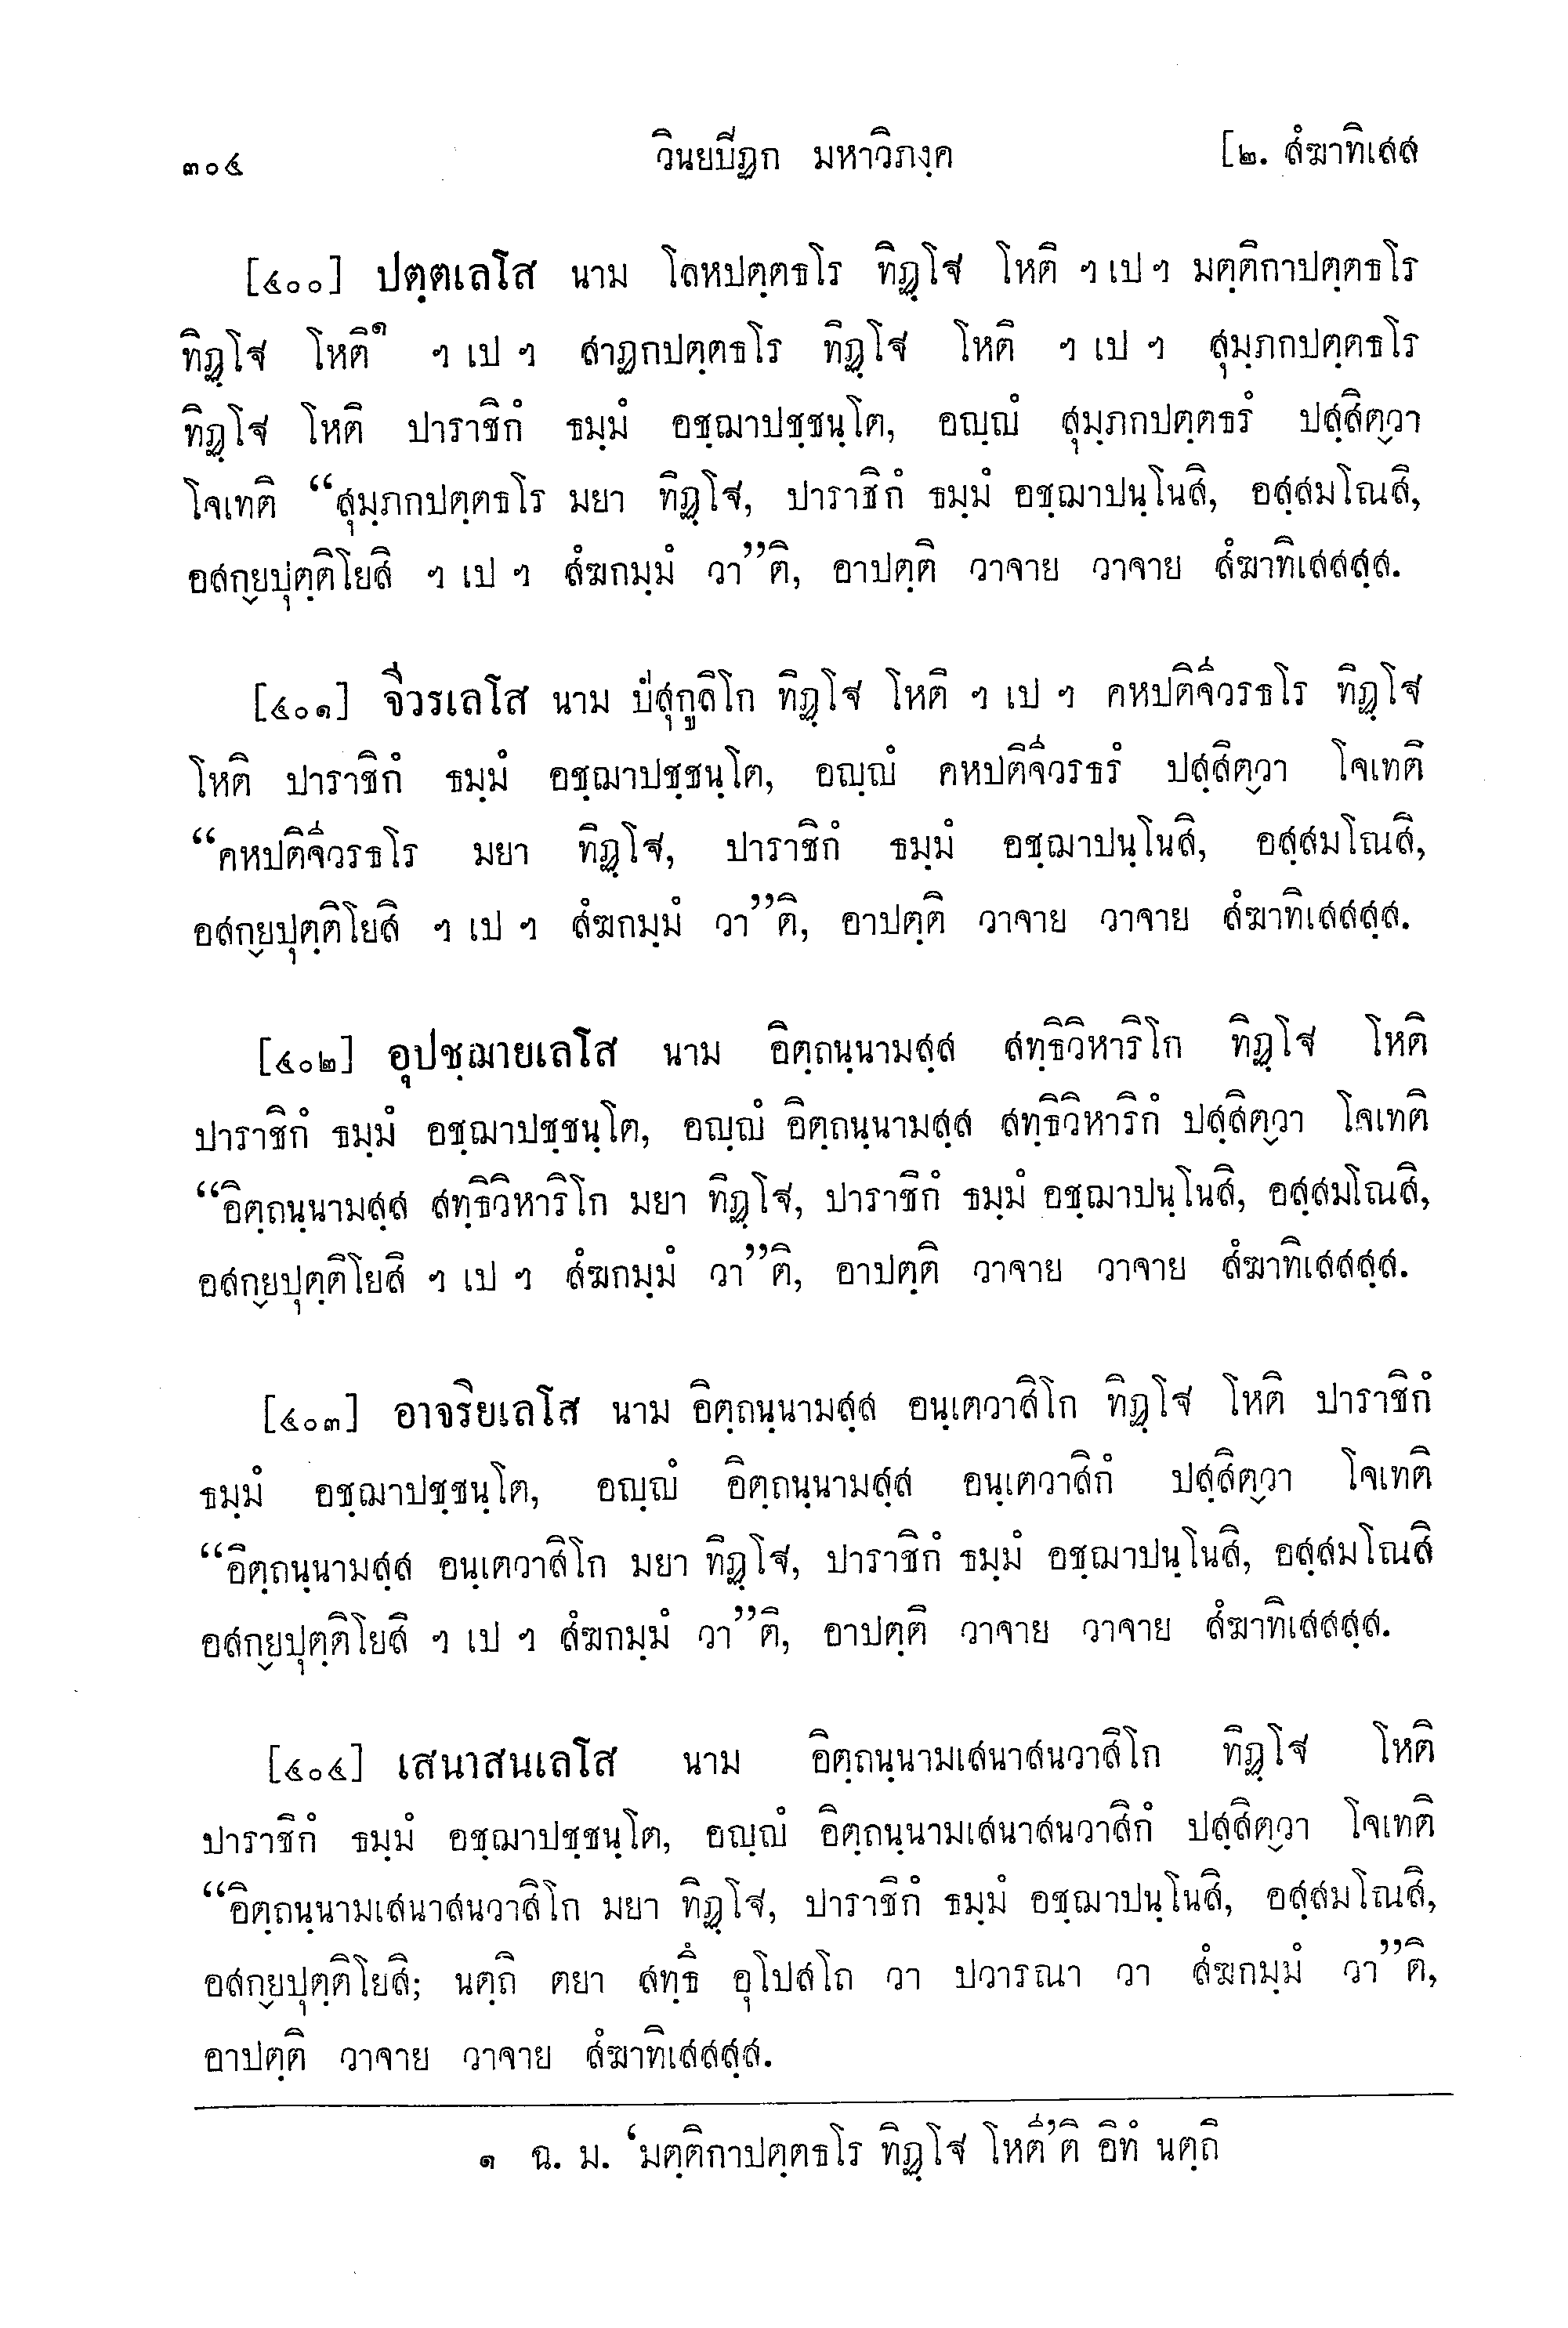 ๓๐๔ วินยปิฏก มหาวิภงฺค [๒. สํฆาทิเสส
[๔๐๐] ปตฺตเลโส นาม โลหปตฺตธโร ทิฏฺโฐ โหติ ฯ เป ฯ มตฺติกาปตฺตธโร
ทิฏฺโฐ โหติ๑ ฯ เป ฯ สาฏกปตฺตธโร ทิฏฺโฐ โหติ ฯ เป ฯ สุมฺภกปตฺตธโร
ทิฏฺโฐ โหติ ปาราชิกํ ธมฺมํ อชฺฌาปชฺชนฺโต, อญฺญํ สุมฺภกปตฺตธรํ ปสฺสิตฺวา
โจเทติ “สุมฺภกปตฺตธโร มยา ทิฏฺโฐ, ปาราชิกํ ธมฺมํ อชฺฌาปนฺโนสิ, อสฺสมโณสิ,
อสกฺยปุตฺติโยสิ ฯ เป ฯ สํฆกมฺมํ วา”ติ, อาปตฺติ วาจาย วาจาย สํฆาทิเสสสฺส.
[๔๐๑] จีวรเลโส นาม ปํสุกูลิโก ทิฏฺโฐ โหติ ฯ เป ฯ คหปติจีวรธโร ทิฏฺโฐ
โหติ ปาราชิกํ ธมฺมํ อชฺฌาปชฺชนฺโต, อญฺญํ คหปติจีวรธรํ ปสฺสิตฺวา โจเทติ
“คหปติจีวรธโร มยา ทิฏฺโฐ, ปาราชิกํ ธมฺมํ อชฺฌาปนฺโนสิ, อสฺสมโณสิ,
อสกฺยปุตฺติโยสิ ฯ เป ฯ สํฆกมฺมํ วา”ติ, อาปตฺติ วาจาย วาจาย สํฆาทิเสสสฺส.
[๔๐๒] อุปชฺฌายเลโส นาม อิตฺถนฺนามสฺส สทฺธิวิหาริโก ทิฏฺโฐ โหติ
ปาราชิกํ ธมฺมํ อชฺฌาปชฺชนฺโต, อญฺญํ อิตฺถนฺนามสฺส สทฺธิวิหาริกํ ปสฺสิตฺวา โจเทติ
“อิตฺถนฺนามสฺส สทฺธิวิหาริโก มยา ทิฏฺโฐ, ปาราชิกํ ธมฺมํ อชฺฌาปนฺโนสิ, อสฺสมโณสิ,
อสกฺยปุตฺติโยสิ ฯ เป ฯ สํฆกมฺมํ วา”ติ, อาปตฺติ วาจาย วาจาย สํฆาทิเสสสฺส.
[๔๐๓] อาจริยเลโส นาม อิตฺถนฺนามสฺส อนฺเตวาสิโก ทิฏฺโฐ โหติ ปาราชิกํ
ธมฺมํ อชฺฌาปชฺชนฺโต, อญฺญํ อิตฺถนฺนามสฺส อนฺเตวาสิกํ ปสฺสิตฺวา โจเทติ
“อิตฺถนฺนามสฺส อนฺเตวาสิโก มยา ทิฏฺโฐ, ปาราชิกํ ธมฺมํ อชฺฌาปนฺโนสิ, อสฺสมโณสิ
อสกฺยปุตฺติโยสิ ฯ เป ฯ สํฆกมฺมํ วา”ติ, อาปตฺติ วาจาย วาจาย สํฆาทิเสสสฺส.
[๔๐๔] เสนาสนเลโส นาม อิตฺถนฺนามเสนาสนวาสิโก ทิฏฺโฐ โหติ
ปาราชิกํ ธมฺมํ อชฺฌาปชฺชนฺโต, อญฺญํ อิตฺถนฺนามเสนาสนวาสิกํ ปสฺสิตฺวา โจเทติ
“อิตฺถนฺนามเสนาสนวาสิโก มยา ทิฏฺโฐ, ปาราชิกํ ธมฺมํ อชฺฌาปนฺโนสิ, อสฺสมโณสิ,
อสกฺยปุตฺติโยสิ; นตฺถิ ตยา สทฺธึ อุโปสโถ วา ปวารณา วา สํฆกมฺมํ วา”ติ,
อาปตฺติ วาจาย วาจาย สํฆาทิเสสสฺส.
๑ ฉ. ม. ‘มตฺติกาปตฺตธโร ทิฏฺโฐ โหตี’ติ อิทํ นตฺถิ